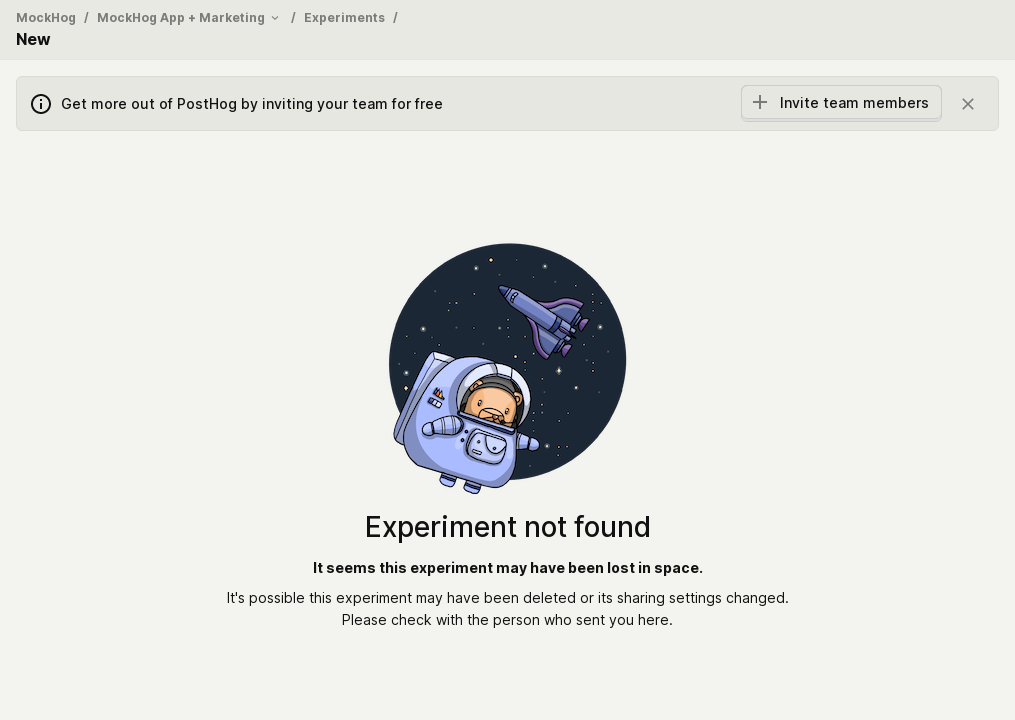 MockHog / MockHog App + Marketing / Experiments /
New
Get more out of PostHog by inviting your team for free
Invite team members
Experiment not found
It seems this experiment may have been lost in space.
It's possible this experiment may have been deleted or its sharing settings changed.
Please check with the person who sent you here.